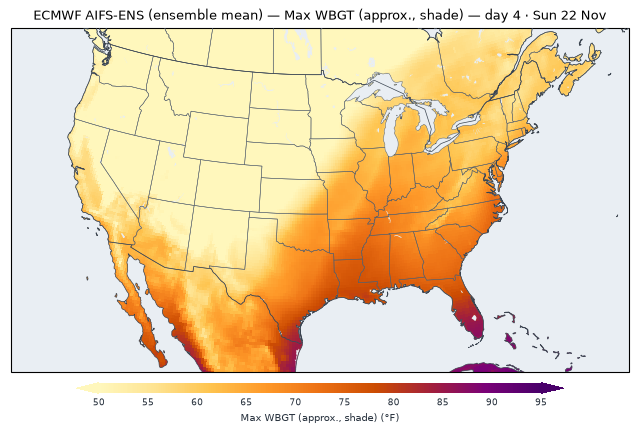 ECMWF AIFS-ENS (ensemble mean) — Max WBGT (approx., shade) — day 4 · Sun 22 Nov
50 55 60 65 70 75 80 85 90 95
Max WBGT (approx., shade) (°F)